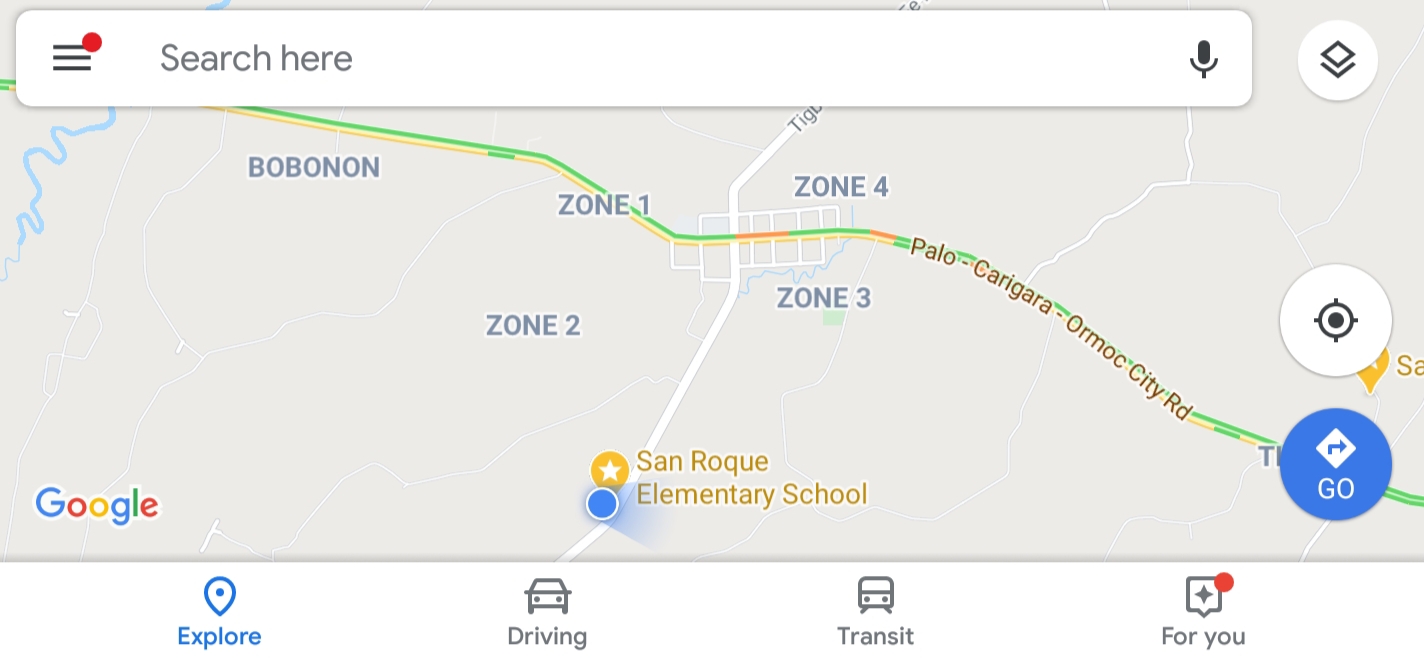 Search here
BOBONON
ZONE 1
ZONE 4
Palo - Carigara - Ormoc City Rd
ZONE 3
ZONE 2
San Roque
Elementary School
Google
GO
Explore
Driving
Transit
For you